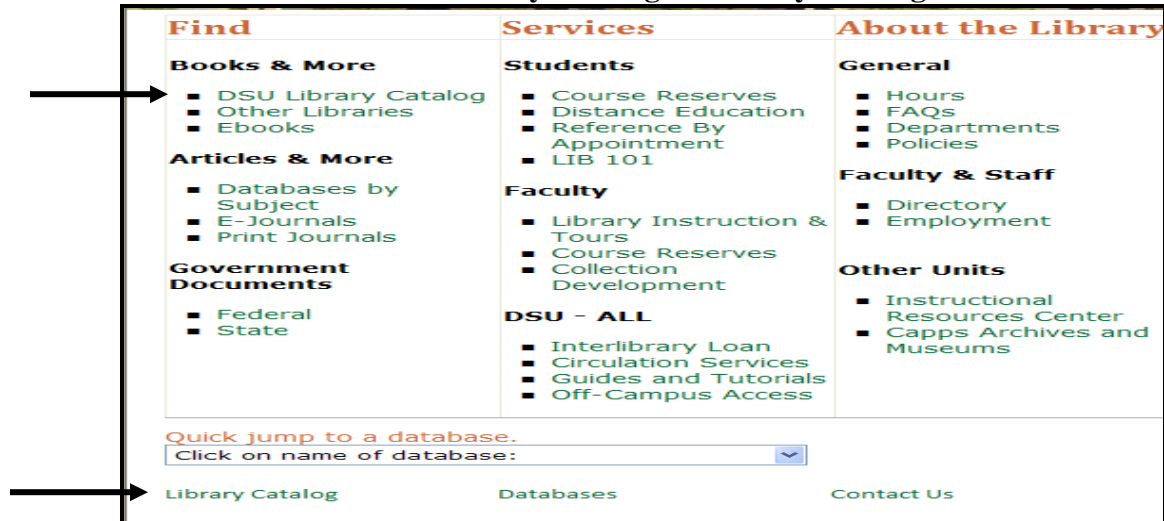 Find
Books & More
DSU Library Catalog
Other Libraries
Ebooks
Articles & More
Databases by
Subject
E-Journals
Print Journals
Government
Documents
Federal
State
Services
Students
Course Reserves
Distance Education
Reference By
Appointment
LIB 101
Faculty
Library Instruction &
Tours
Course Reserves
Collection
Development
DSU - ALL
Interlibrary Loan
Circulation Services
Guides and Tutorials
Off-Campus Access
About the Library
General
Hours
FAQs
Departments
Policies
Faculty & Staff
Directory
Employment
Other Units
Instructional
Resources Center
Capps Archives and
Museums
Quick jump to a database.
Click on name of database:
Library Catalog
Databases
Contact Us